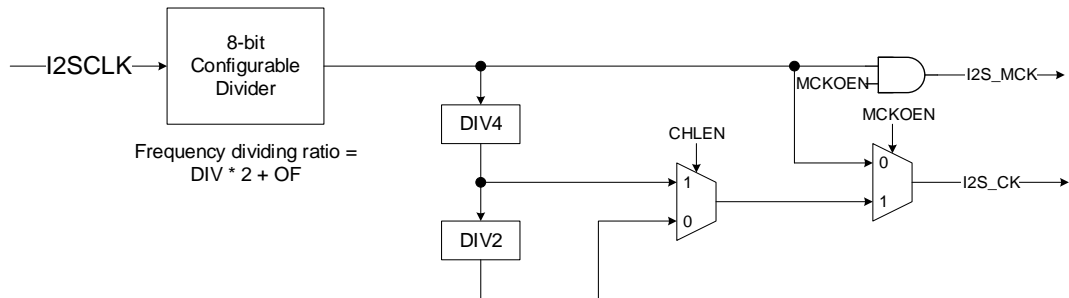 I2SCLK
8-bit
Configurable
Divider
Frequency dividing ratio =
DIV * 2 + OF
DIV4
DIV2
CHLEN
1
0
MCKOEN
I2S_MCK
MCKOEN
0
1
I2S_CK